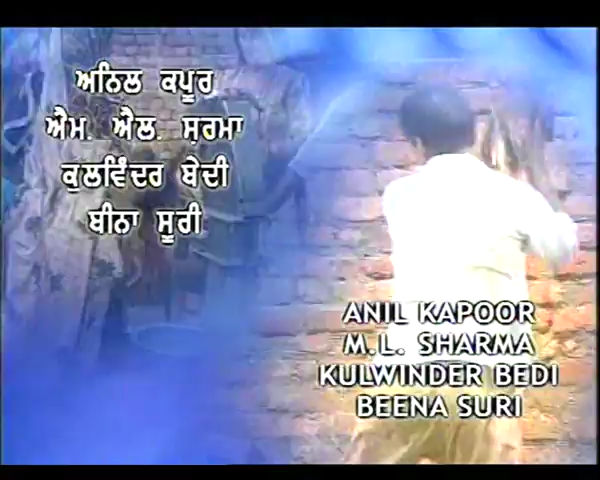 ਅਨਿਲ ਕਪੂਰ
ਐਮ. ਐਲ. ਸ਼ਰਮਾ
ਕੁਲਵਿੰਦਰ ਬੇਦੀ
ਬੀਨਾ ਸੂਰੀ
ANIL KAPOOR
M.L. SHARMA
KULWINDER BEDI
BEENA SURI